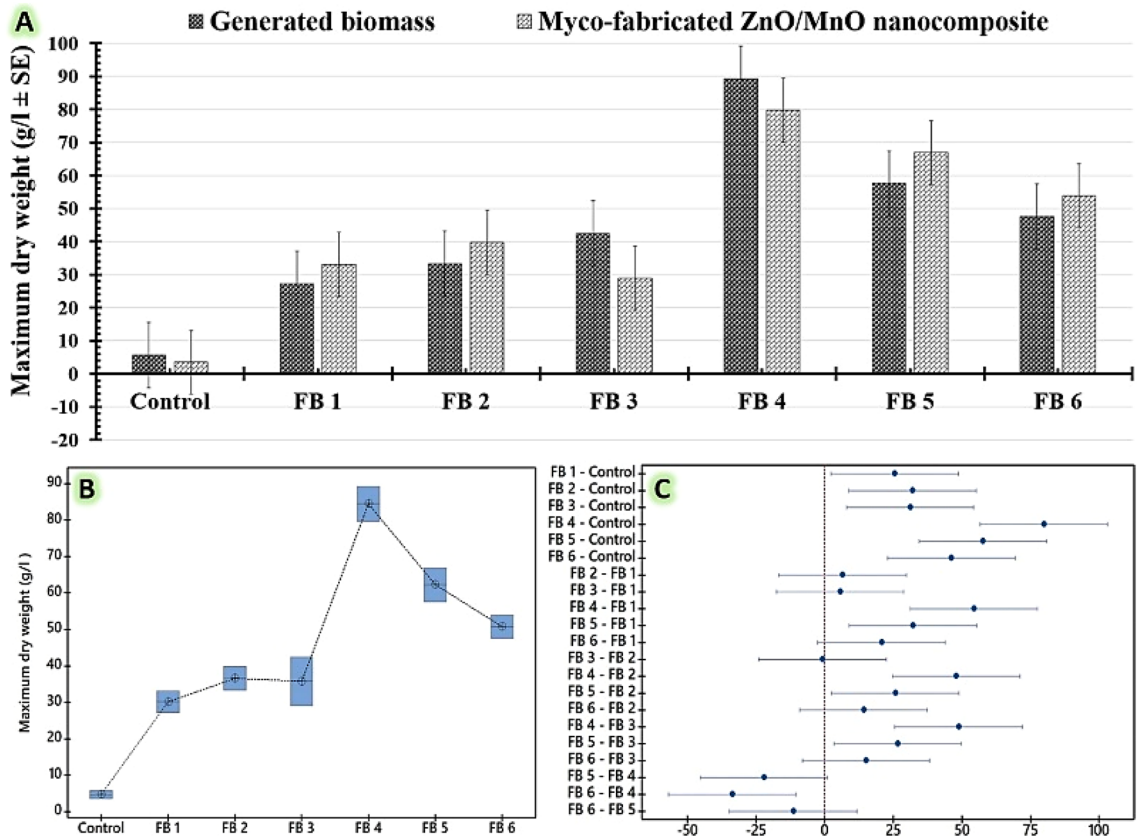 A
Generated biomass
Myco-fabricated ZnO/MnO nanocomposite
Maximum dry weight (g/l ± SE)
100
90
80
70
60
50
40
30
20
10
0
-10
-20
Control
FB 1
FB 2
FB 3
FB 4
FB 5
FB 6
B
Maximum dry weight (g/l )
90
80
70
60
50
40
30
20
10
0
Control
FB 1
FB 2
FB 3
FB 4
FB 5
FB 6
C
FB 1 - Control
FB 2 - Control
FB 3 - Control
FB 4 - Control
FB 5 - Control
FB 6 - Control
FB 2 - FB 1
FB 3 - FB 1
FB 4 - FB 1
FB 5 - FB 1
FB 6 - FB 1
FB 3 - FB 2
FB 4 - FB 2
FB 5 - FB 2
FB 6 - FB 2
FB 4 - FB 3
FB 5 - FB 3
FB 6 - FB 3
FB 5 - FB 4
FB 6 - FB 4
FB 6 - FB 5
-50
-25
0
25
50
75
100